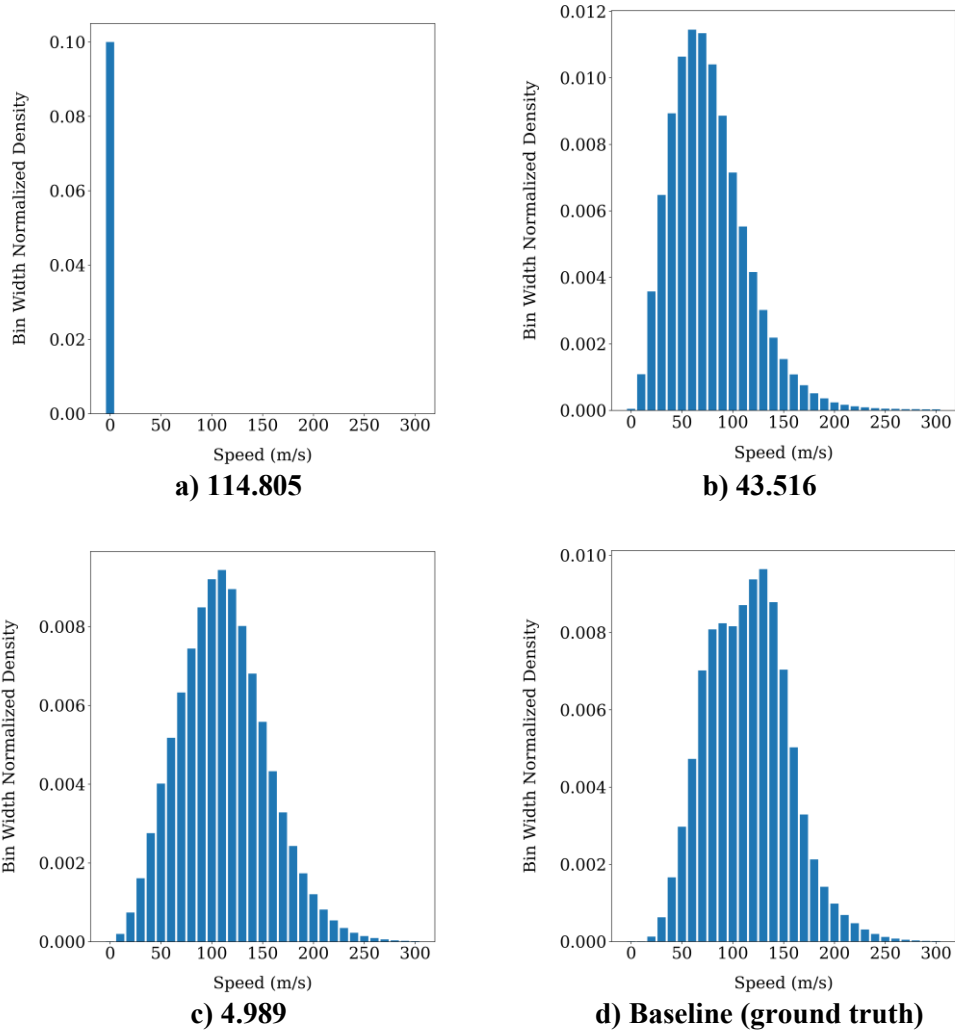 Bin Width Normalized Density
0.10
0.08
0.06
0.04
0.02
0.00
0 50 100 150 200 250 300
Speed (m/s)
a) 114.805
Bin Width Normalized Density
0.012
0.010
0.008
0.006
0.004
0.002
0.000
0 50 100 150 200 250 300
Speed (m/s)
b) 43.516
Bin Width Normalized Density
0.008
0.006
0.004
0.002
0.000
0 50 100 150 200 250 300
Speed (m/s)
c) 4.989
Bin Width Normalized Density
0.010
0.008
0.006
0.004
0.002
0.000
0 50 100 150 200 250 300
Speed (m/s)
d) Baseline (ground truth)